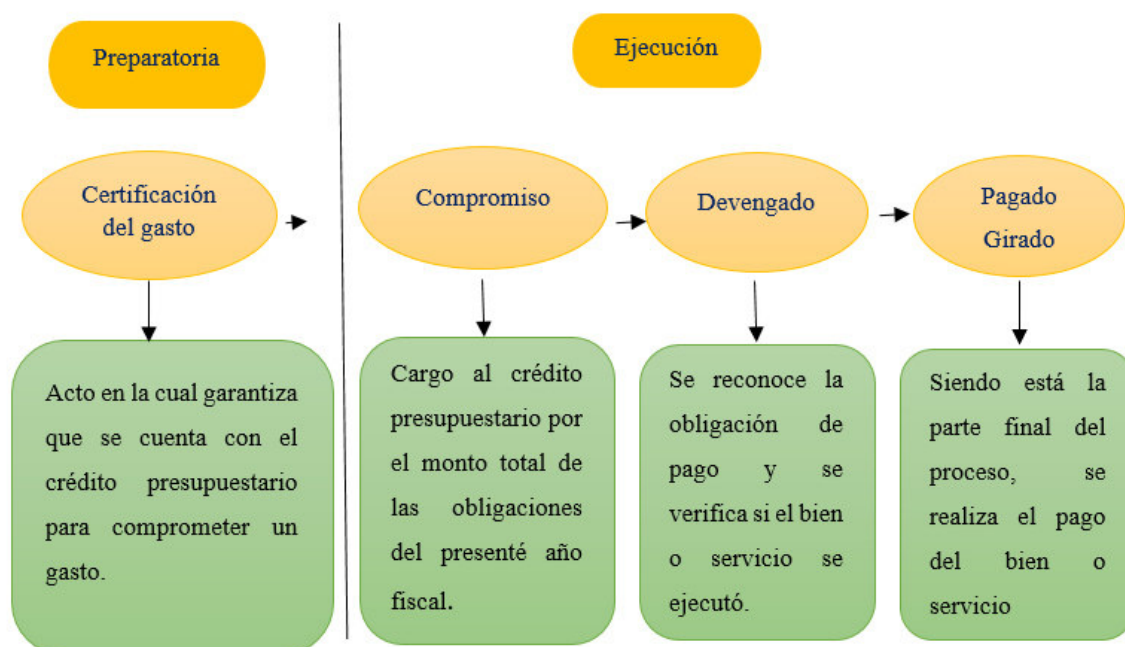 Preparatoria
Ejecución
Certificación
del gasto
Compromiso
Devengado
Pagado
Girado
Acto en la cual garantiza
que se cuenta con el
crédito presupuestario
para comprometer un
gasto.
Cargo al crédito
presupuestario por
el monto total de
las obligaciones
del presenté año
fiscal.
Se reconoce la
obligación de
pago y se
verifica si el bien
o servicio se
ejecutó.
Siendo está la
parte final del
proceso, se
realiza el pago
del bien o
servicio